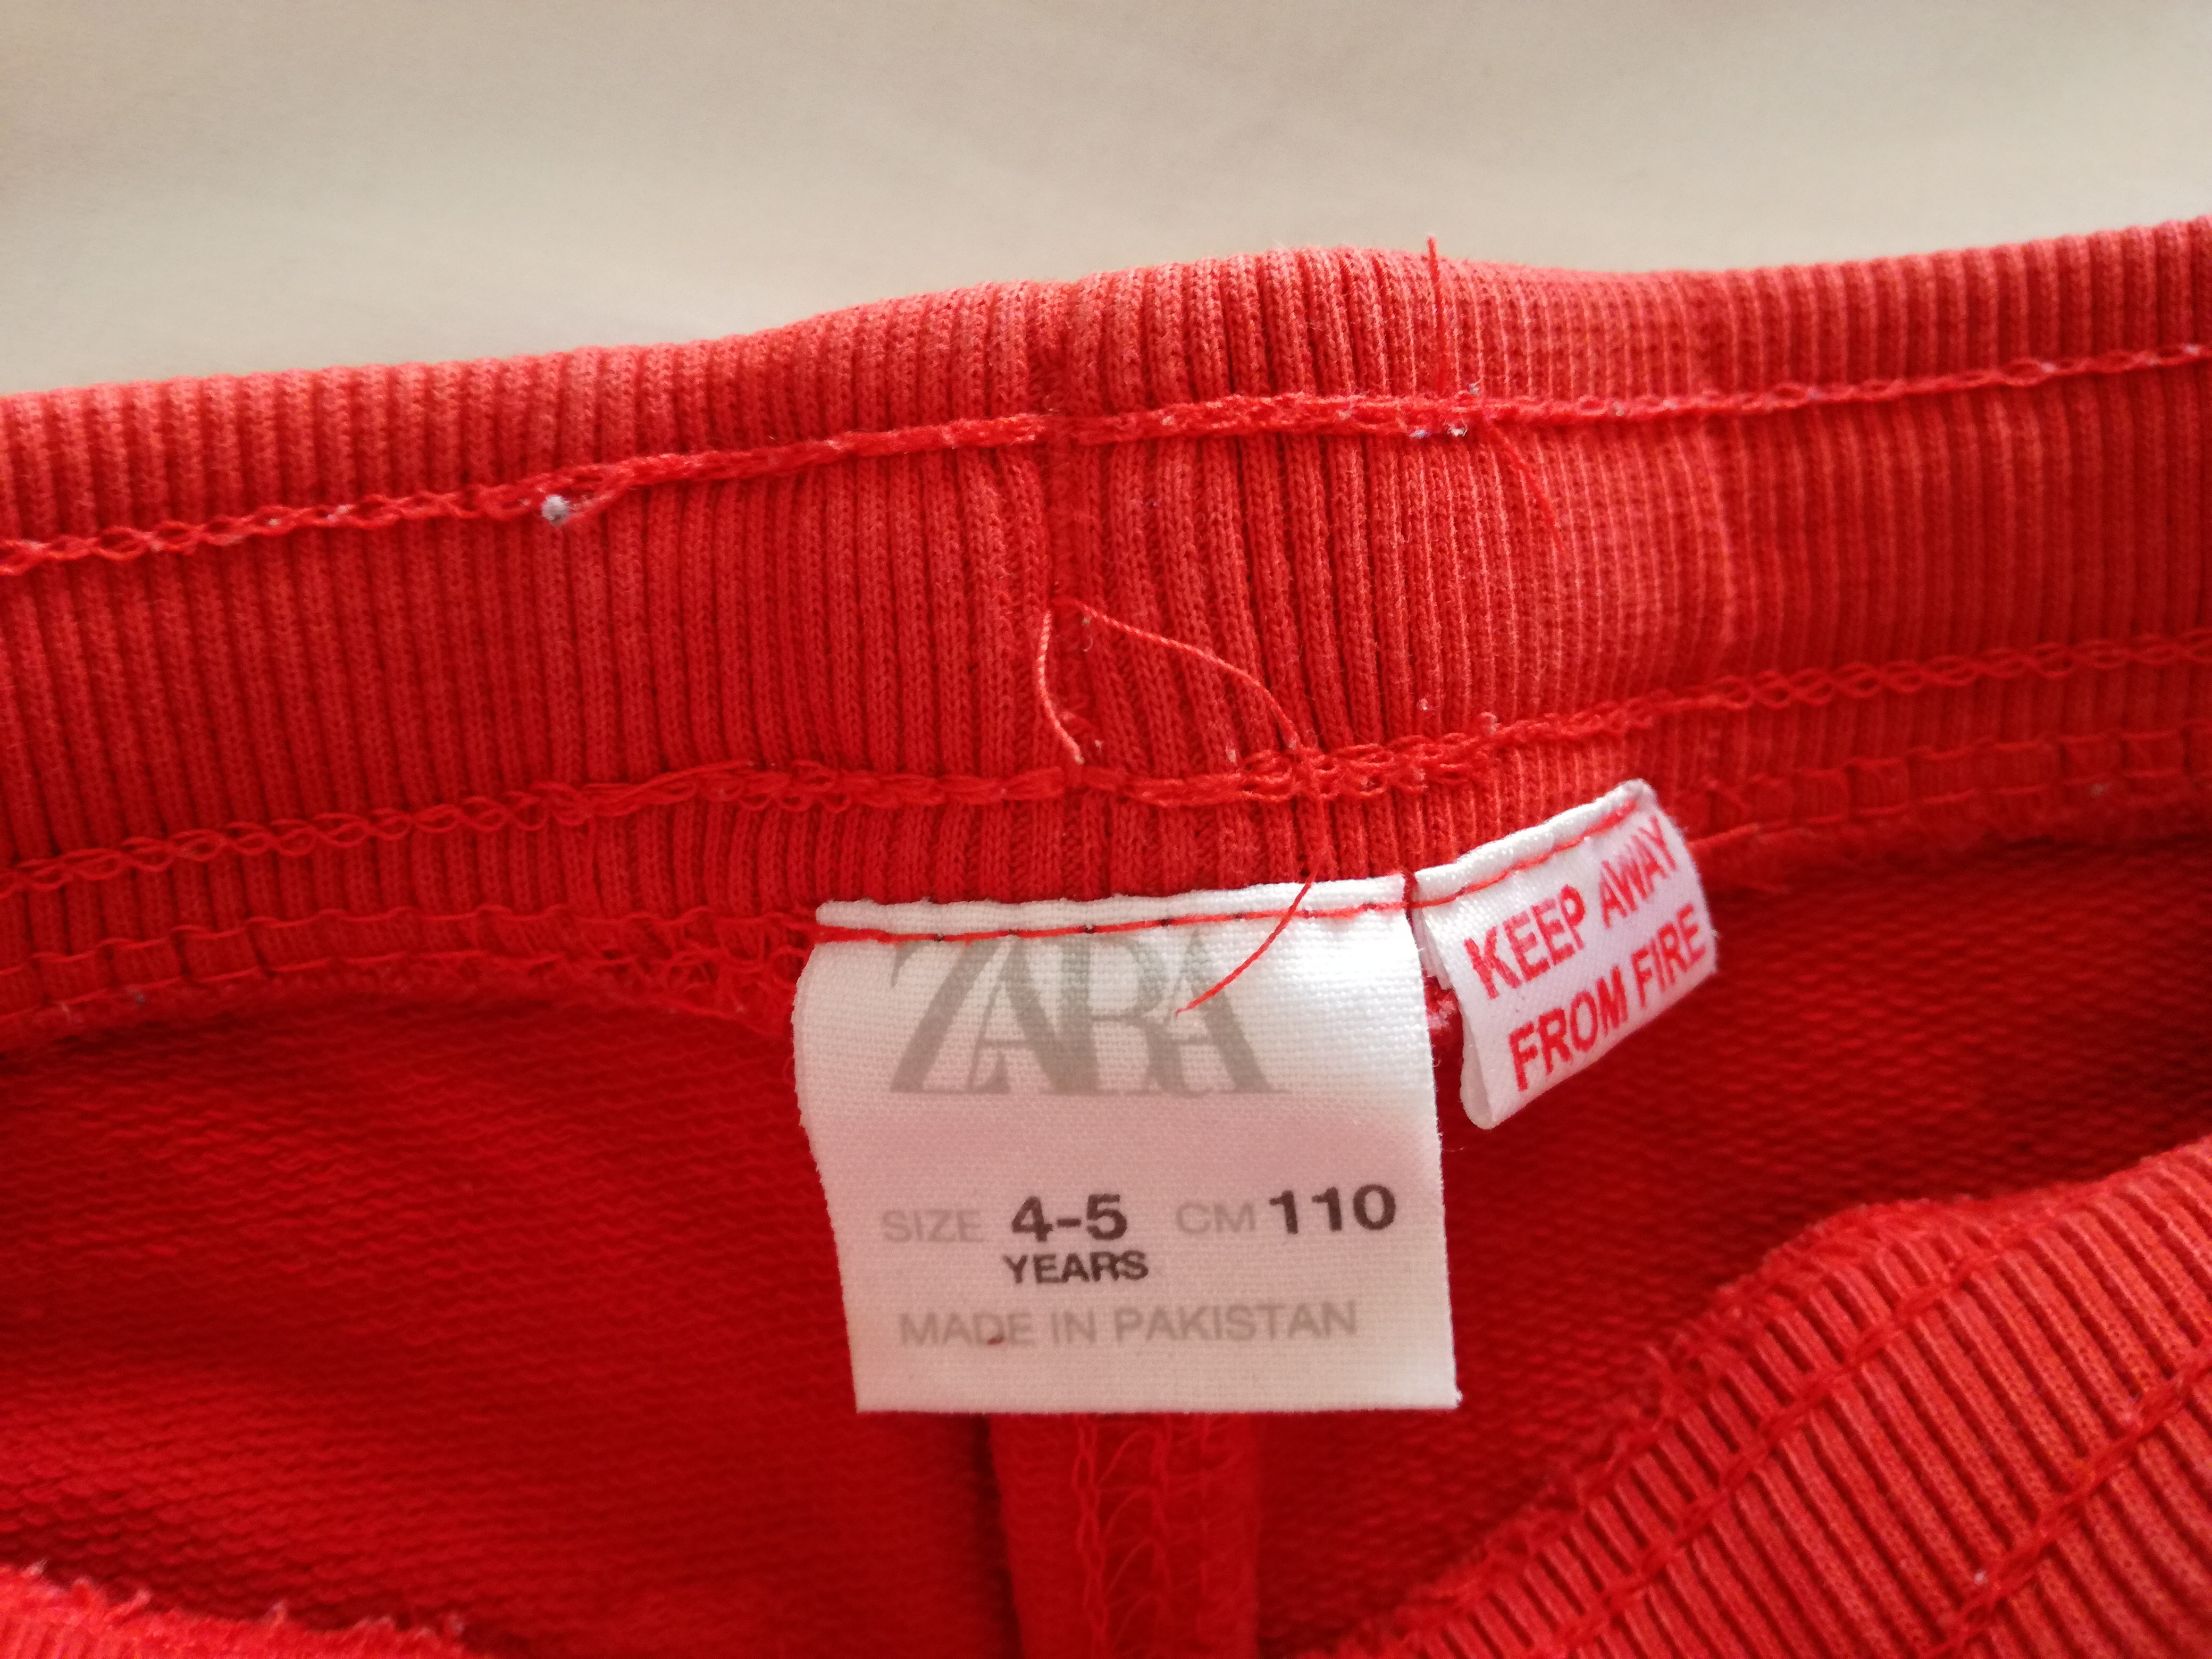 ZARA
SIZE 4-5 CM 110
YEARS
MADE IN PAKISTAN
KEEP AWAY
FROM FIRE